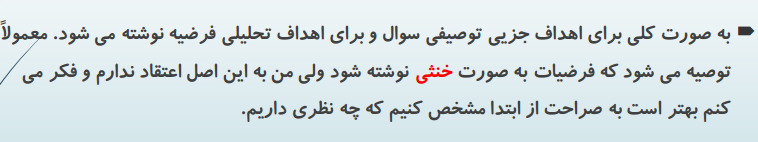 به صورت کلی برای اهداف جزیی توصیفی سوال و برای اهداف تحلیلی فرضیه نوشته می شود. معمولاً
توصیه می شود که فرضیات به صورت خنثی نوشته شود ولی من به این اصل اعتقاد ندارم و فکر می
کنم بهتر است به صراحت از ابتدا مشخص کنیم که چه نظری داریم.